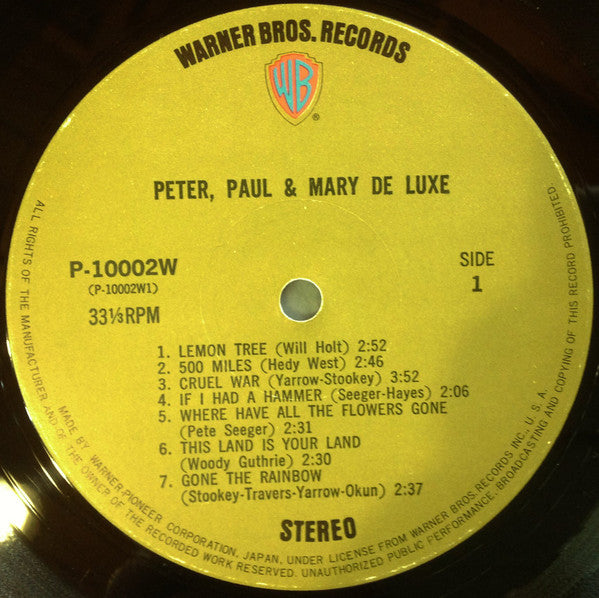 WARNER BROS. RECORDS
WB
®
PETER, PAUL & MARY DE LUXE
P-10002W
(P-10002W1)
33⅓RPM
SIDE
1
1. LEMON TREE (Will Holt) 2:52
2. 500 MILES (Hedy West) 2:46
3. CRUEL WAR (Yarrow-Stookey) 3:52
4. IF I HAD A HAMMER (Seeger-Hayes) 2:06
5. WHERE HAVE ALL THE FLOWERS GONE
(Pete Seeger) 2:31
6. THIS LAND IS YOUR LAND
(Woody Guthrie) 2:30
7. GONE THE RAINBOW
(Stookey-Travers-Yarrow-Okun) 2:37
STEREO
MADE BY WARNER-PIONEER CORPORATION, JAPAN, UNDER LICENSE FROM WARNER BROS. RECORDS INC., U.S.A.
ALL RIGHTS OF THE MANUFACTURER AND OF THE OWNER OF THE RECORDED WORK RESERVED. UNAUTHORIZED PUBLIC PERFORMANCE, BROADCASTING AND COPYING OF THIS RECORD PROHIBITED.